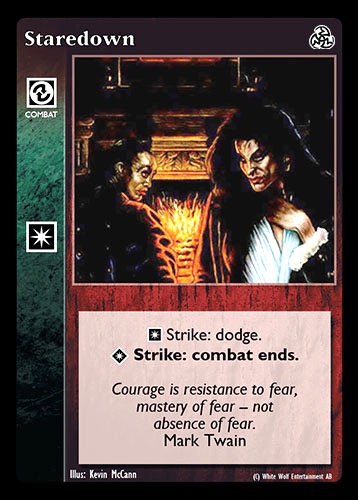 Staredown
COMBAT
Strike: dodge.
Strike: combat ends.
Courage is resistance to fear,
mastery of fear – not
absence of fear.
Mark Twain
Illus: Kevin McCann
(C) White Wolf Entertainment AB